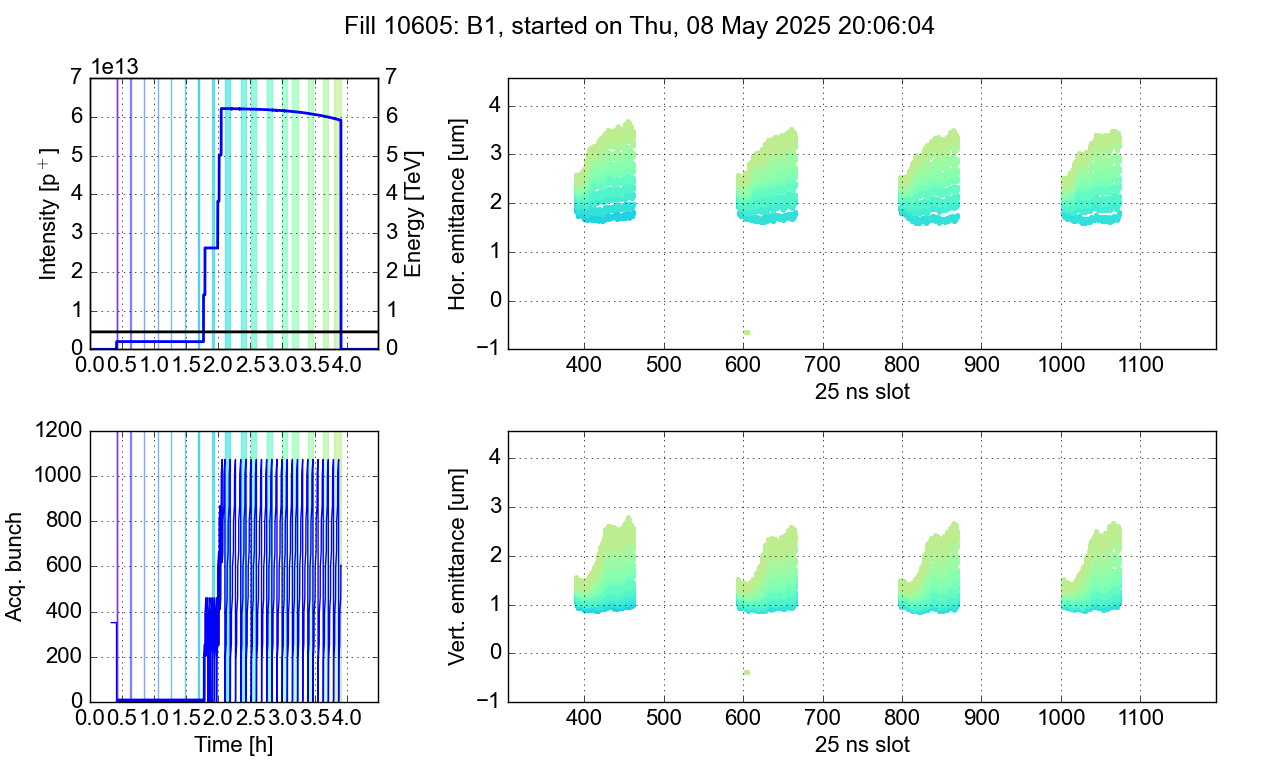 Fill 10605: B1, started on Thu, 08 May 2025 20:06:04
1e13
7
6
5
4
3
2
1
0
Intensity [p+]
7
6
5
4
3
2
1
0
Energy [TeV]
0.0 0.5 1.0 1.5 2.0 2.5 3.0 3.5 4.0
4
3
2
1
0
−1
Hor. emittance [um]
400 500 600 700 800 900 1000 1100
25 ns slot
1200
1000
800
600
400
200
0
Acq. bunch
0.0 0.5 1.0 1.5 2.0 2.5 3.0 3.5 4.0
Time [h]
4
3
2
1
0
−1
Vert. emittance [um]
400 500 600 700 800 900 1000 1100
25 ns slot